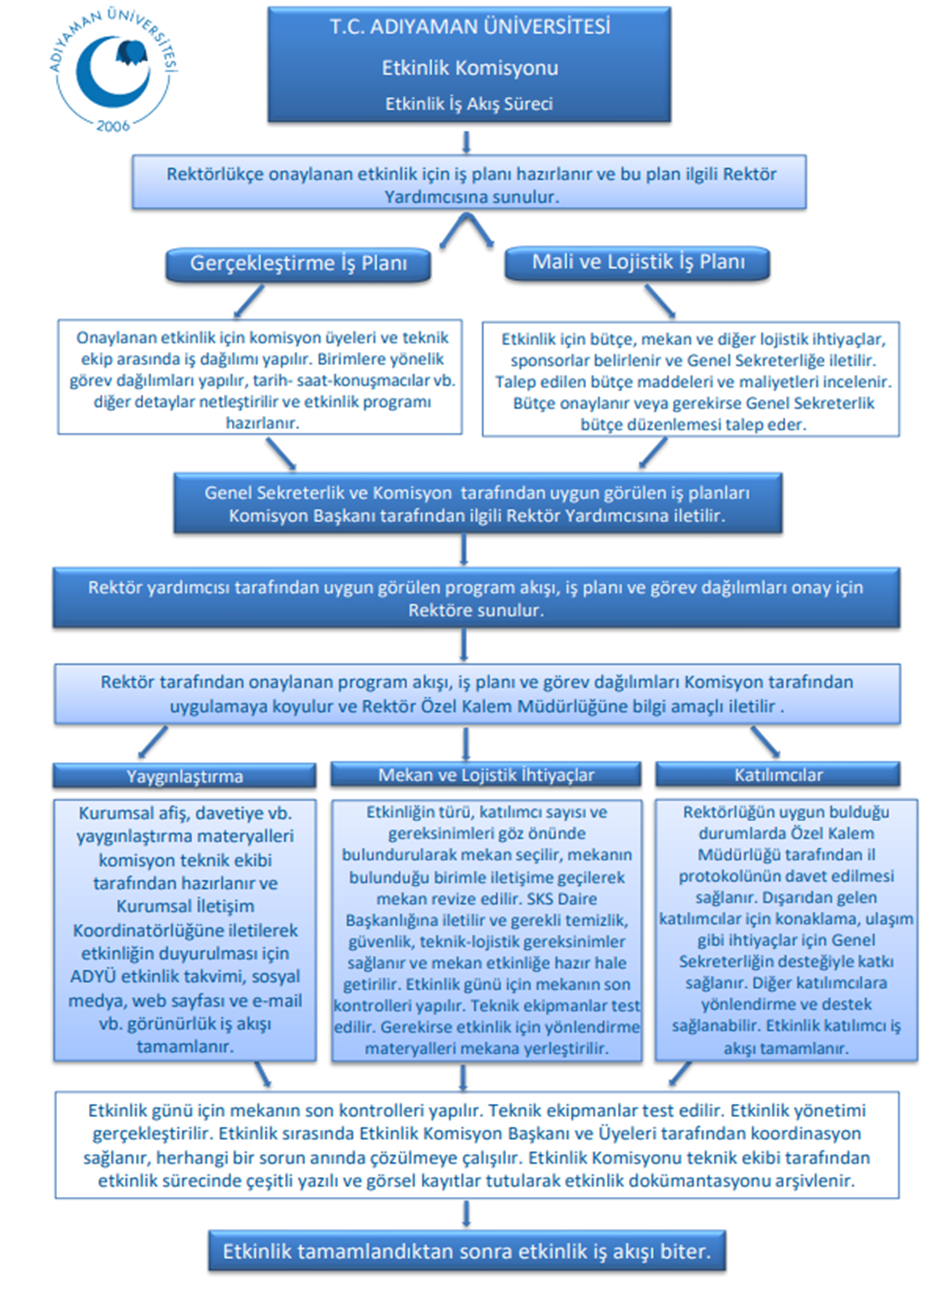 ADIYAMAN ÜNİVERSİTESİ
2006
T.C. ADIYAMAN ÜNİVERSİTESİ
Etkinlik Komisyonu
Etkinlik İş Akış Süreci
Rektörlükçe onaylanan etkinlik için iş planı hazırlanır ve bu plan ilgili Rektör
Yardımcısına sunulur.
Gerçekleştirme İş Planı
Onaylanan etkinlik için komisyon üyeleri ve teknik
ekip arasında iş dağılımı yapılır. Birimlere yönelik
görev dağılımları yapılır, tarih- saat-konuşmacılar vb.
diğer detaylar netleştirilir ve etkinlik programı
hazırlanır.
Mali ve Lojistik İş Planı
Etkinlik için bütçe, mekan ve diğer lojistik ihtiyaçlar,
sponsorlar belirlenir ve Genel Sekreterliğe iletilir.
Talep edilen bütçe maddeleri ve maliyetleri incelenir.
Bütçe onaylanır veya gerekirse Genel Sekreterlik
bütçe düzenlemesi talep eder.
Genel Sekreterlik ve Komisyon tarafından uygun görülen iş planları
Komisyon Başkanı tarafından ilgili Rektör Yardımcısına iletilir.
Rektör yardımcısı tarafından uygun görülen program akışı, iş planı ve görev dağılımları onay için
Rektöre sunulur.
Rektör tarafından onaylanan program akışı, iş planı ve görev dağılımları Komisyon tarafından
uygulamaya koyulur ve Rektör Özel Kalem Müdürlüğüne bilgi amaçlı iletilir .
Yaygınlaştırma
Kurumsal afiş, davetiye vb.
yaygınlaştırma materyalleri
komisyon teknik ekibi
tarafından hazırlanır ve
Kurumsal İletişim
Koordinatörlüğüne iletilerek
etkinliğin duyurulması için
ADYÜ etkinlik takvimi, sosyal
medya, web sayfası ve e-mail
vb. görünürlük iş akışı
tamamlanır.
Mekan ve Lojistik İhtiyaçlar
Etkinliğin türü, katılımcı sayısı ve
gereksinimleri göz önünde
bulundurularak mekan seçilir, mekanın
bulunduğu birimle iletişime geçilerek
mekan revize edilir. SKS Daire
Başkanlığına iletilir ve gerekli temizlik,
güvenlik, teknik-lojistik gereksinimler
sağlanır ve mekan etkinliğe hazır hale
getirilir. Etkinlik günü için mekanın son
kontrolleri yapılır. Teknik ekipmanlar test
edilir. Gerekirse etkinlik için yönlendirme
materyalleri mekana yerleştirilir.
Katılımcılar
Rektörlüğün uygun bulduğu
durumlarda Özel Kalem
Müdürlüğü tarafından il
protokolünün davet edilmesi
sağlanır. Dışarıdan gelen
katılımcılar için konaklama, ulaşım
gibi ihtiyaçlar için Genel
Sekreterliğin desteğiyle katkı
sağlanır. Diğer katılımcılara
yönlendirme ve destek
sağlanabilir. Etkinlik katılımcı iş
akışı tamamlanır.
Etkinlik günü için mekanın son kontrolleri yapılır. Teknik ekipmanlar test edilir. Etkinlik yönetimi
gerçekleştirilir. Etkinlik sırasında Etkinlik Komisyon Başkanı ve Üyeleri tarafından koordinasyon
sağlanır, herhangi bir sorun anında çözülmeye çalışılır. Etkinlik Komisyonu teknik ekibi tarafından
etkinlik sürecinde çeşitli yazılı ve görsel kayıtlar tutularak etkinlik dokümantasyonu arşivlenir.
Etkinlik tamamlandıktan sonra etkinlik iş akışı biter.